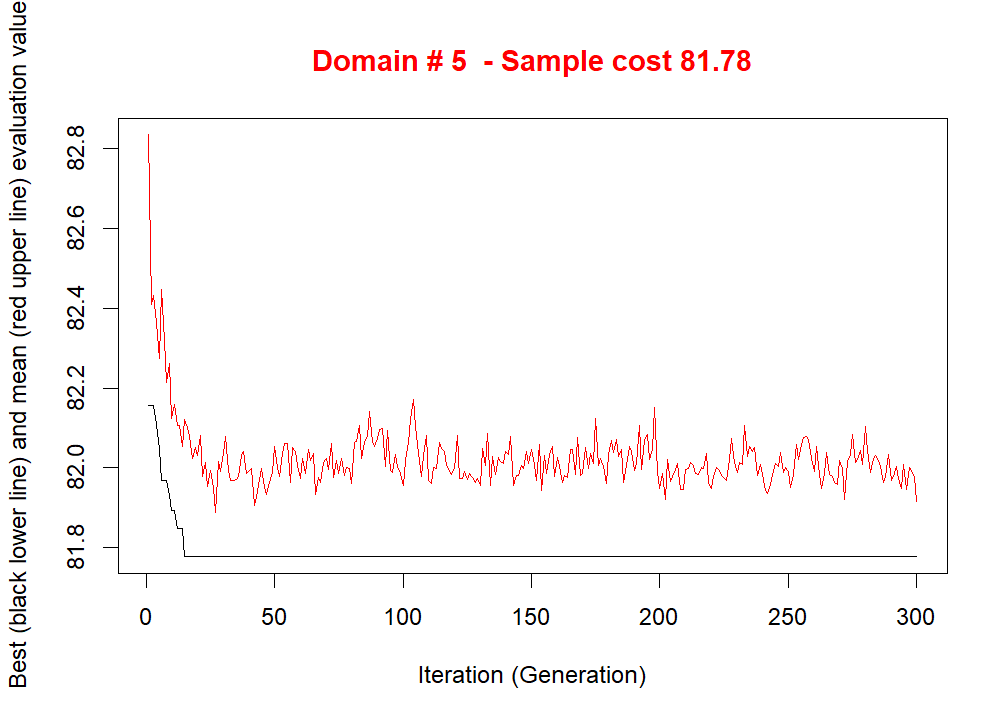 Domain # 5  - Sample cost 81.78
Best (black lower line) and mean (red upper line) evaluation value
82.8
82.6
82.4
82.2
82.0
81.8
0 50 100 150 200 250 300
Iteration (Generation)